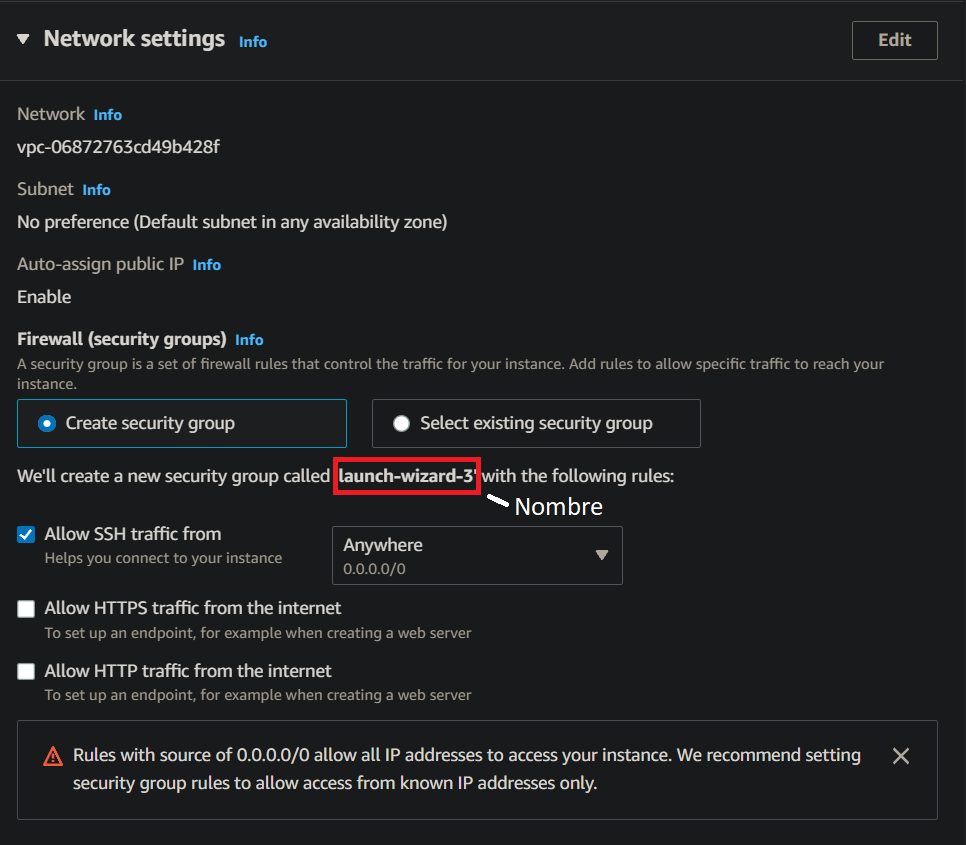 Network settings Info
Edit
Network Info
vpc-06872763cd49b428f
Subnet Info
No preference (Default subnet in any availability zone)
Auto-assign public IP Info
Enable
Firewall (security groups) Info
A security group is a set of firewall rules that control the traffic for your instance. Add rules to allow specific traffic to reach your
instance.
Create security group
Select existing security group
We'll create a new security group called 'launch-wizard-3' with the following rules:
Nombre
Allow SSH traffic from
Helps you connect to your instance
Anywhere
0.0.0.0/0
Allow HTTPS traffic from the internet
To set up an endpoint, for example when creating a web server
Allow HTTP traffic from the internet
To set up an endpoint, for example when creating a web server
Rules with source of 0.0.0.0/0 allow all IP addresses to access your instance. We recommend setting
security group rules to allow access from known IP addresses only.